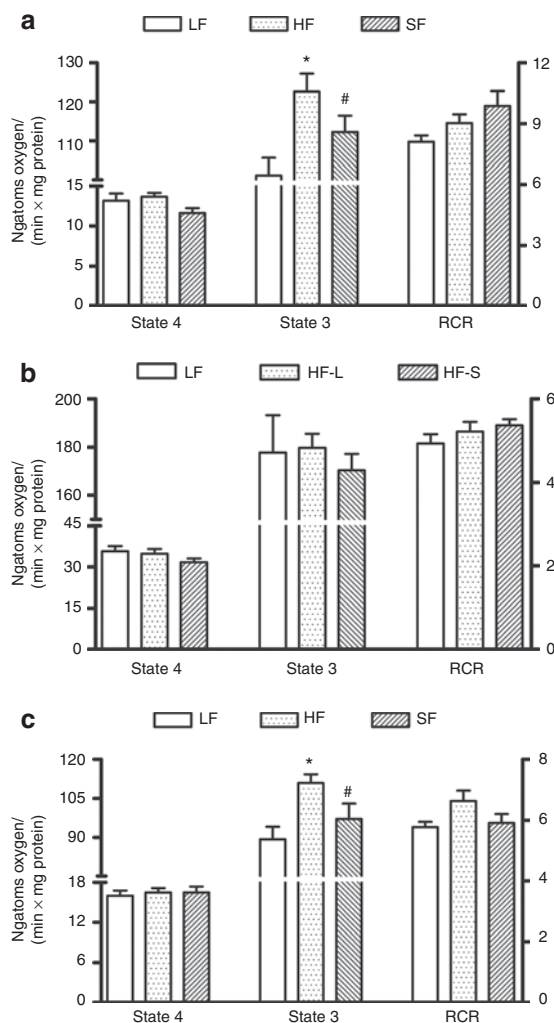 a
LF HF SF
130
120
110
15
10
5
0
12
9
6
3
0
Ngatoms oxygen/
(min × mg protein)
*
#
State 4 State 3 RCR
b
LF HF-L HF-S
200
180
160
45
30
15
0
6
4
2
0
Ngatoms oxygen/
(min × mg protein)
State 4 State 3 RCR
c
LF HF SF
120
105
90
18
12
6
0
8
6
4
2
0
Ngatoms oxygen/
(min × mg protein)
*
#
State 4 State 3 RCR